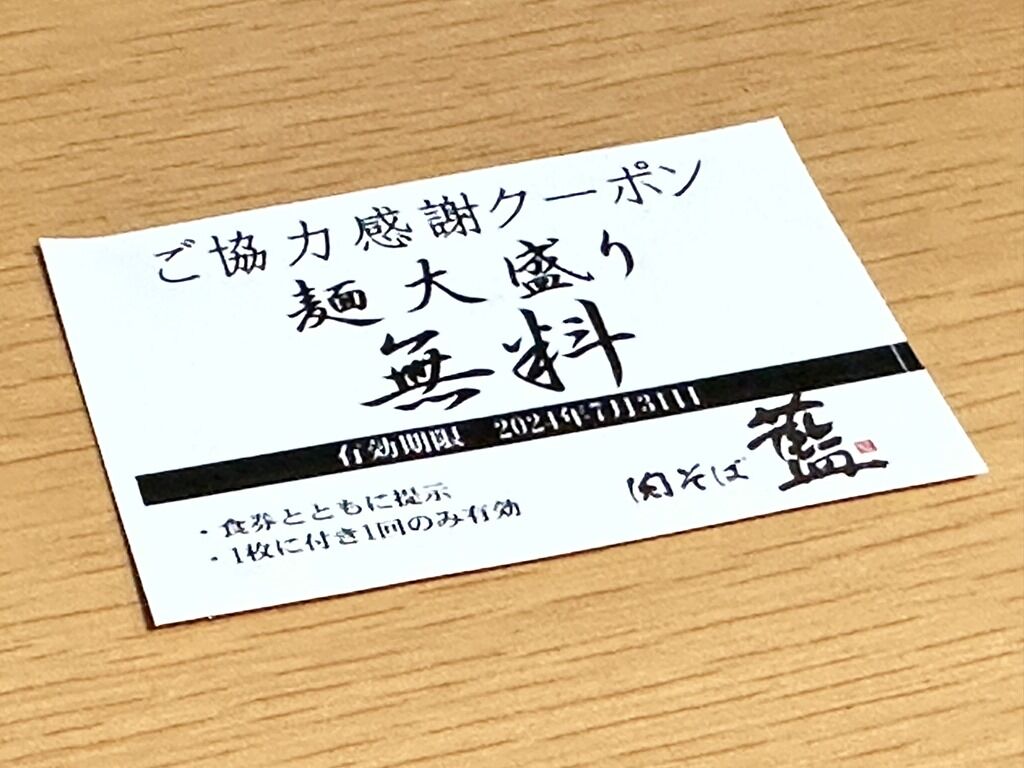 ご協力感謝クーポン
麺大盛り
無料
有効期限 2024年7月31日
・食券とともに提示
・1枚に付き1回のみ有効
肉そば 藍